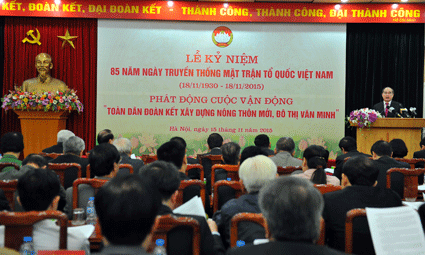 KẾT, ĐOÀN KẾT, ĐẠI ĐOÀN KẾT THÀNH CÔNG, THÀNH CÔNG, ĐẠI THÀNH CÔNG
LỄ KỶ NIỆM
85 NĂM NGÀY TRUYỀN THỐNG MẶT TRẬN TỔ QUỐC VIỆT NAM
(18/11/1930 - 18/11/2015)
PHÁT ĐỘNG CUỘC VẬN ĐỘNG
"TOÀN DÂN ĐOÀN KẾT XÂY DỰNG NÔNG THÔN MỚI, ĐÔ THỊ VĂN MINH"
Hà Nội, ngày 11 năm 2015